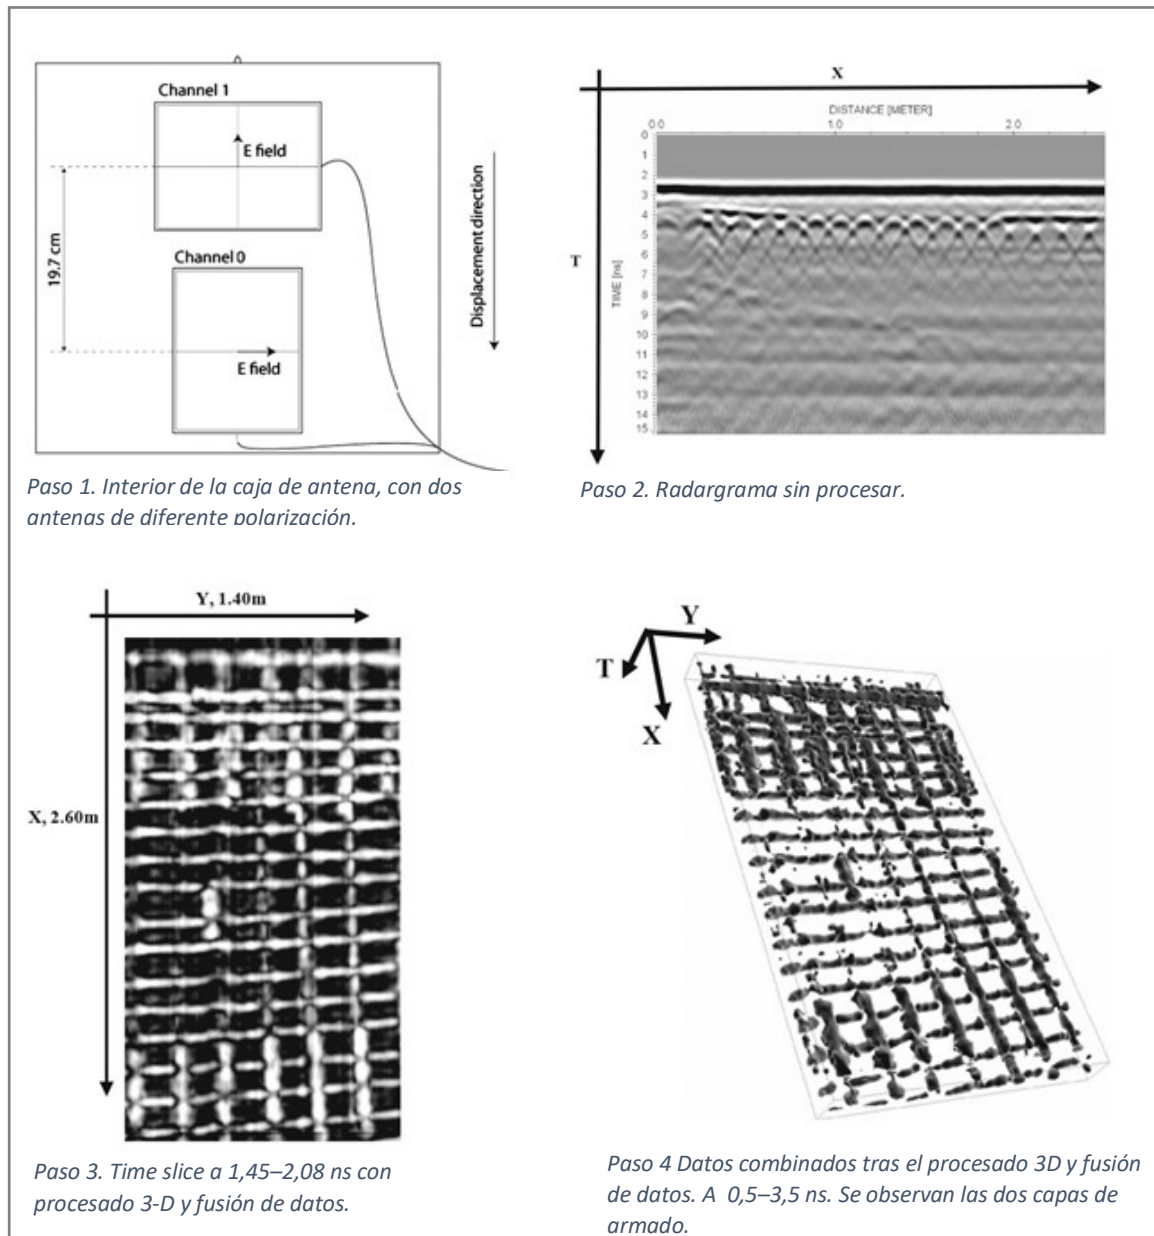 Channel 1
E field
19.7 cm
Channel 0
E field
Displacement direction
Paso 1. Interior de la caja de antena, con dos
antenas de diferente polarización.
X
DISTANCE [METER]
0.0 1.0 2.0
T
TIME [ns]
0
1
2
3
4
5
6
7
8
9
10
11
12
13
14
15
Paso 2. Radargrama sin procesar.
Y, 1.40m
X, 2.60m
Paso 3. Time slice a 1,45–2,08 ns con
procesado 3-D y fusión de datos.
Y
T
X
Paso 4 Datos combinados tras el procesado 3D y fusión
de datos. A 0,5–3,5 ns. Se observan las dos capas de
armado.